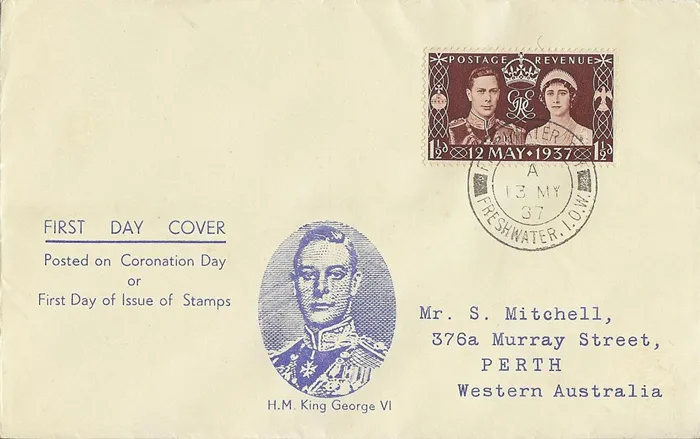 POSTAGE REVENUE
1½d 12 MAY · 1937 1½d
FRESHWATER
A
13 MY
37
FRESHWATER. I.O.W.
FIRST DAY COVER
Posted on Coronation Day
or
First Day of Issue of Stamps
H.M. King George VI
Mr. S. Mitchell,
376a Murray Street,
PERTH
Western Australia